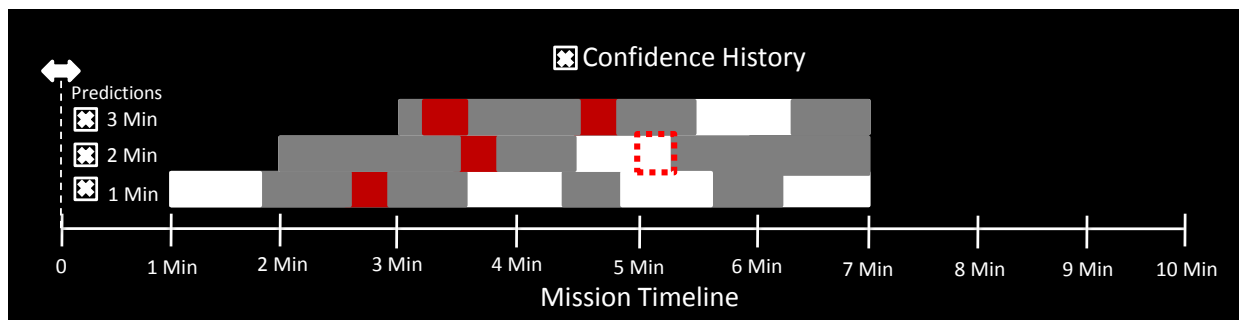 Confidence History
Predictions
3 Min
2 Min
1 Min
0 1 Min 2 Min 3 Min 4 Min 5 Min 6 Min 7 Min 8 Min 9 Min 10 Min
Mission Timeline